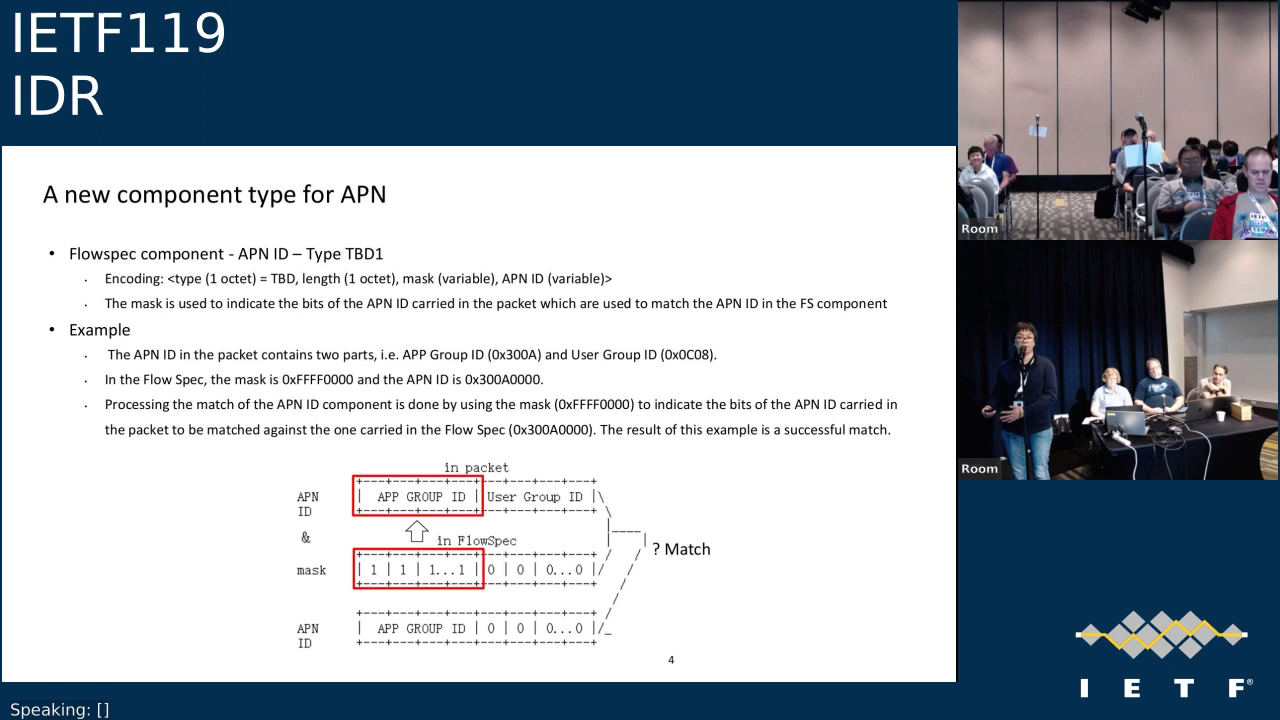 IETF119
IDR
A new component type for APN
• Flowspec component - APN ID – Type TBD1
· Encoding: <type (1 octet) = TBD, length (1 octet), mask (variable), APN ID (variable)>
· The mask is used to indicate the bits of the APN ID carried in the packet which are used to match the APN ID in the FS component
• Example
· The APN ID in the packet contains two parts, i.e. APP Group ID (0x300A) and User Group ID (0x0C08).
· In the Flow Spec, the mask is 0xFFFF0000 and the APN ID is 0x300A0000.
· Processing the match of the APN ID component is done by using the mask (0xFFFF0000) to indicate the bits of the APN ID carried in
the packet to be matched against the one carried in the Flow Spec (0x300A0000). The result of this example is a successful match.
in packet
APN | APP GROUP ID | User Group ID |\
ID
& in FlowSpec
? Match
mask | 1 | 1 | 1...1 | 0 | 0 | 0...0 |/
APN | APP GROUP ID | 0 | 0 | 0...0 |/_
ID
4
Room
Room
IETF
I E T F®
Speaking: []